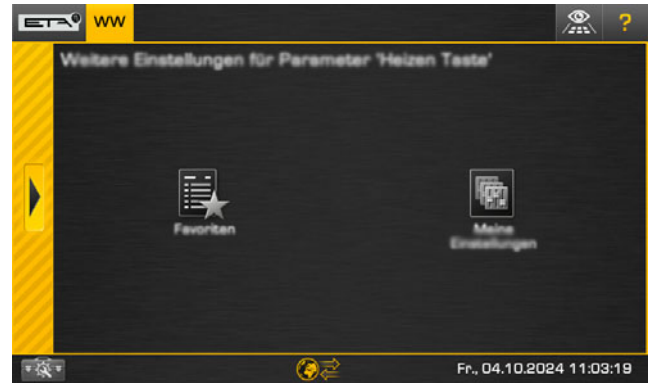 ETA WW ?
Weitere Einstellungen für Parameter 'Heizen Taste'
Favoriten
Meine
Einstellungen
Fr., 04.10.2024 11:03:19